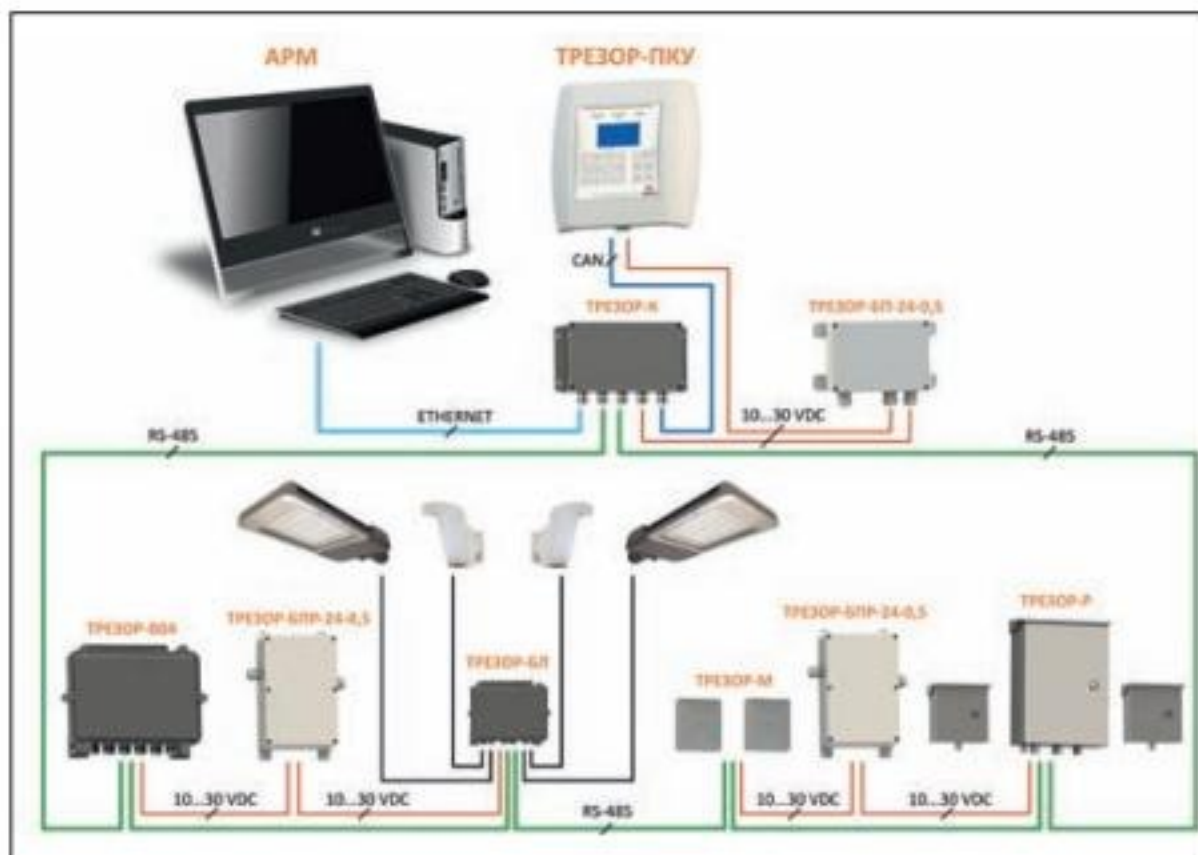 АРМ
ТРЕЗОР-ПКУ
CAN
ТРЕЗОР-К
ТРЕЗОР-БП-24-0,5
ETHERNET
10...30 VDC
RS-485
RS-485
ТРЕЗОР-В04
ТРЕЗОР-БПР-24-0,5
ТРЕЗОР-БЛ
ТРЕЗОР-М
ТРЕЗОР-БПР-24-0,5
ТРЕЗОР-Р
10...30 VDC
10...30 VDC
RS-485
10...30 VDC
10...30 VDC